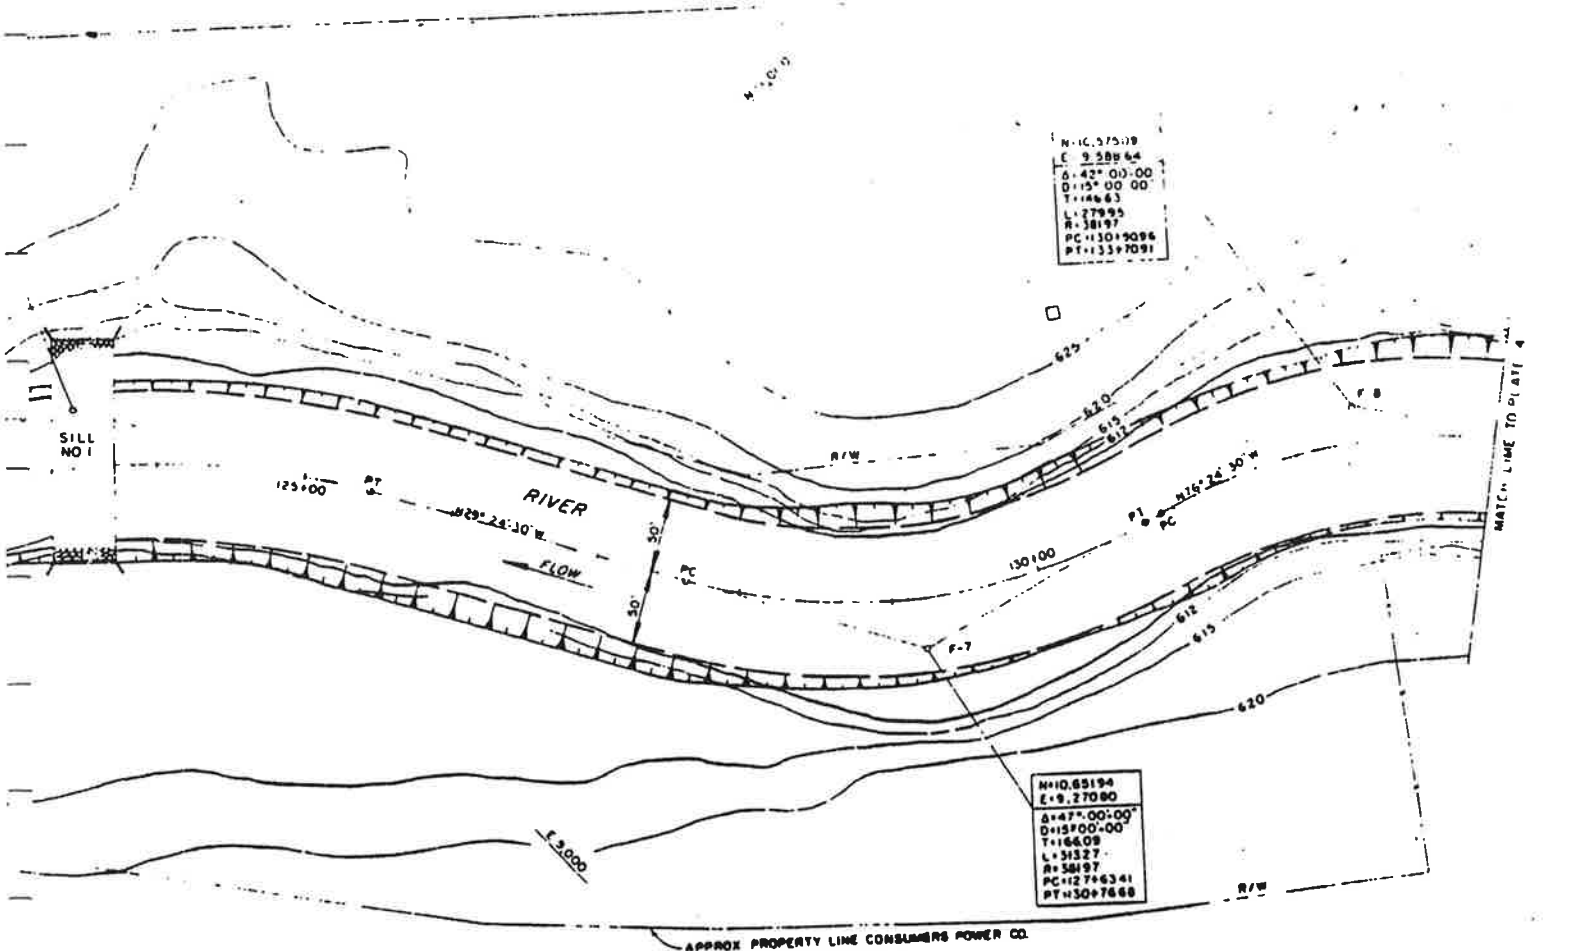 N=10,575.09
E=9,588.64
Δ=42°00'00
D=15°00'00"
T=146.63
L=279.95
R=381.97
PC=130+90.96
PT=133+70.91
625
620
615
612
MATCH LINE TO PLATE 4
F-8
R/W
SILL
NO 1
125+00
PT
N29°24'30"W
RIVER
FLOW
50'
50'
PC
130+00
PT
PC
N76°24'30"W
F-7
612
615
620
N=10,651.94
E=9,270.80
Δ=47°-00'-00"
D=15°00'-00"
T=166.09
L=313.27
R=381.97
PC=127+63.41
PT=130+76.68
E 9,000
R/W
APPROX PROPERTY LINE CONSUMERS POWER CO.